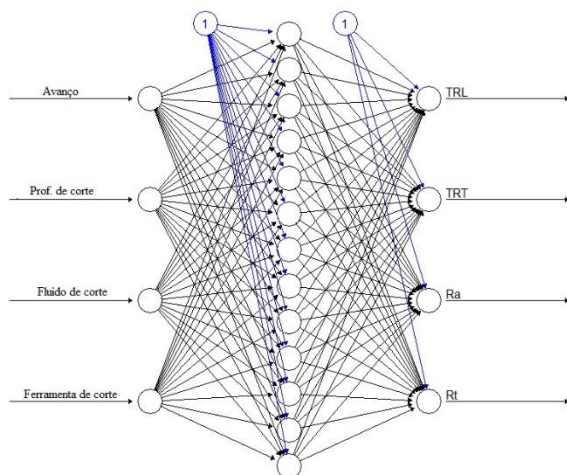 1
1
Avanço
TRL
Prof. de corte
TRT
Fluido de corte
Ra
Ferramenta de corte
Rt